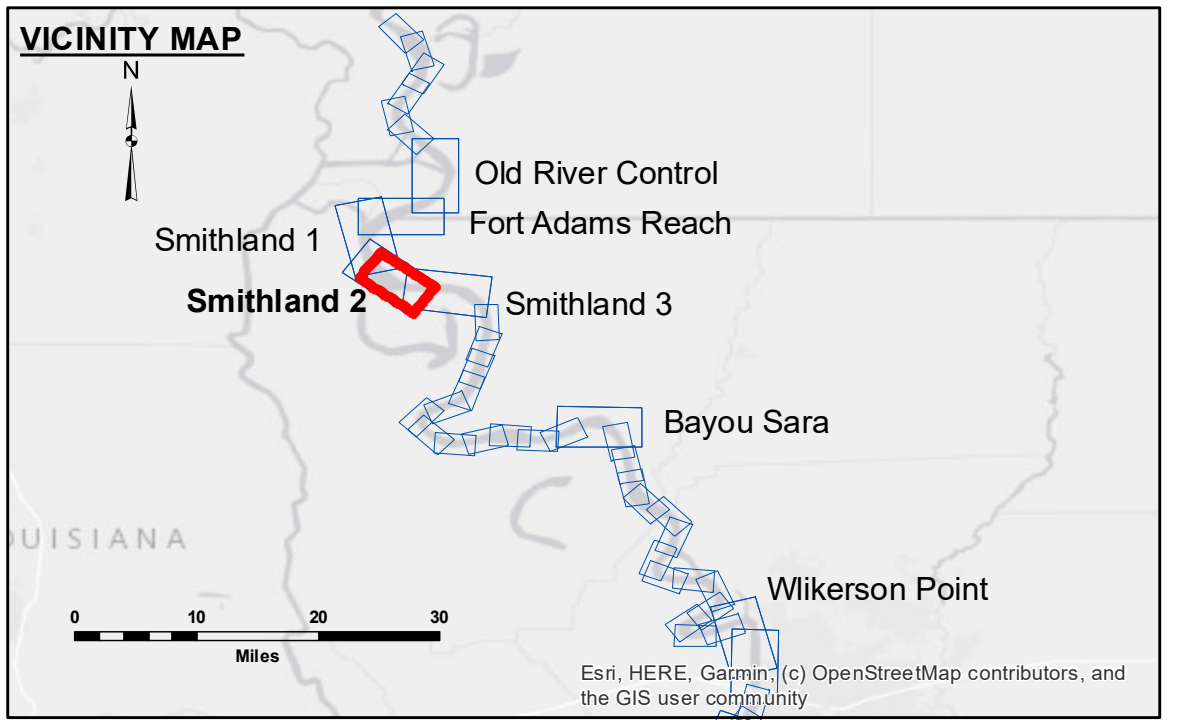 VICINITY MAP
N
Old River Control
Fort Adams Reach
Smithland 1
Smithland 2
Smithland 3
Bayou Sara
OUISIANA
Wlikerson Point
0 10 20 30
Miles
Esri, HERE, Garmin, (c) OpenStreetMap contributors, and
the GIS user community